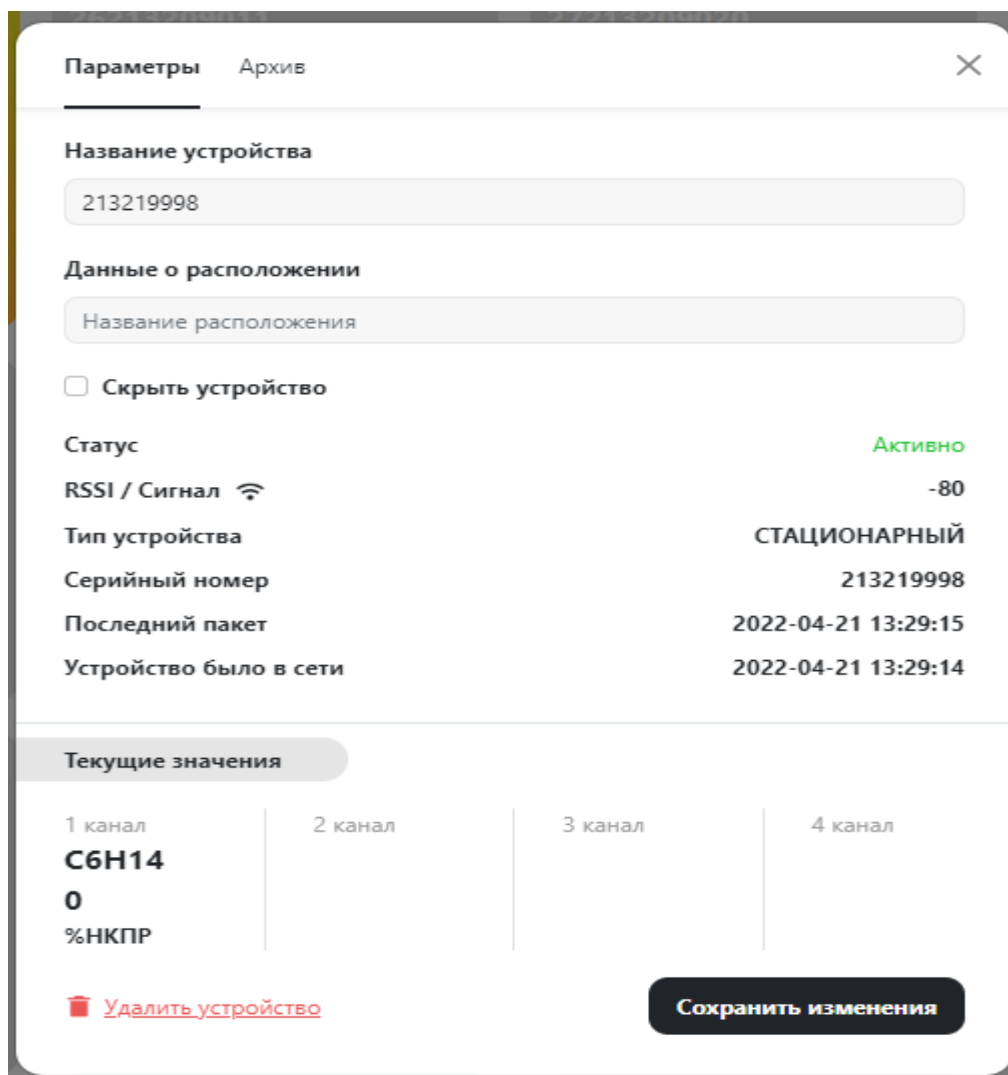 26213209011 27213209020
Параметры Архив
Название устройства
213219998
Данные о расположении
Название расположения
Скрыть устройство
Статус Активно
RSSI / Сигнал -80
Тип устройства СТАЦИОНАРНЫЙ
Серийный номер 213219998
Последний пакет 2022-04-21 13:29:15
Устройство было в сети 2022-04-21 13:29:14
Текущие значения
1 канал 2 канал 3 канал 4 канал
C6H14
0
%НКПР
Удалить устройство Сохранить изменения